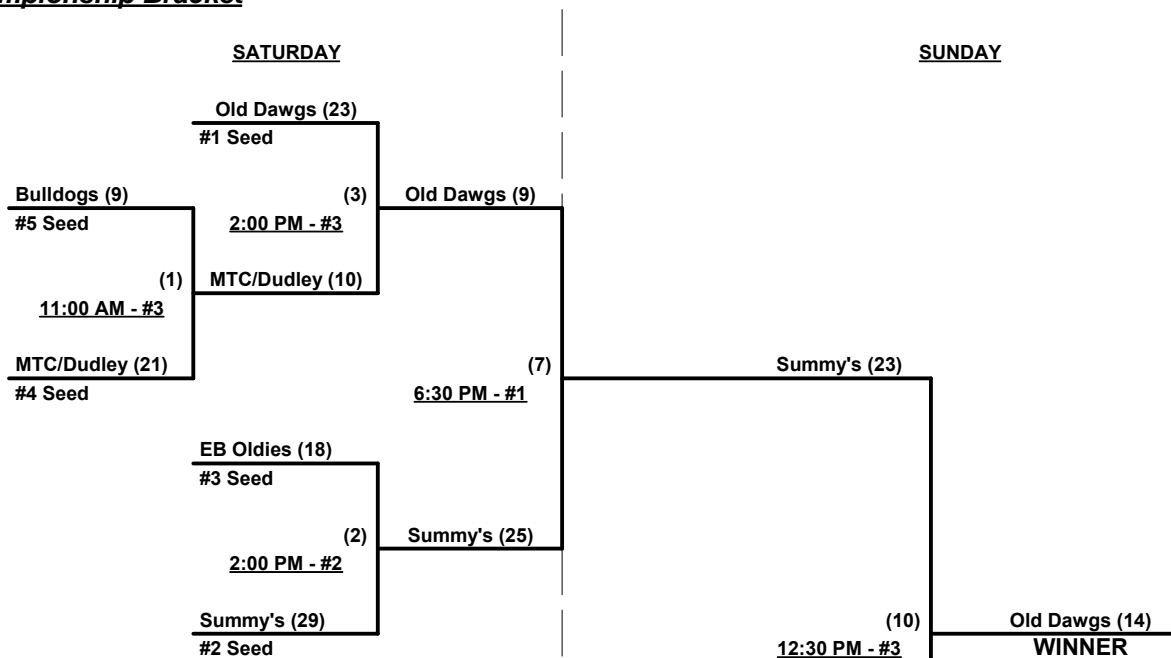 SATURDAY
SUNDAY
Old Dawgs (23)
#1 Seed
Bulldogs (9)
(3)
Old Dawgs (9)
#5 Seed
2:00 PM - #3
(1)
MTC/Dudley (10)
11:00 AM - #3
MTC/Dudley (21)
(7)
Summy's (23)
#4 Seed
6:30 PM - #1
EB Oldies (18)
#3 Seed
(2)
Summy's (25)
2:00 PM - #2
Summy's (29)
(10)
Old Dawgs (14)
#2 Seed
12:30 PM - #3
WINNER